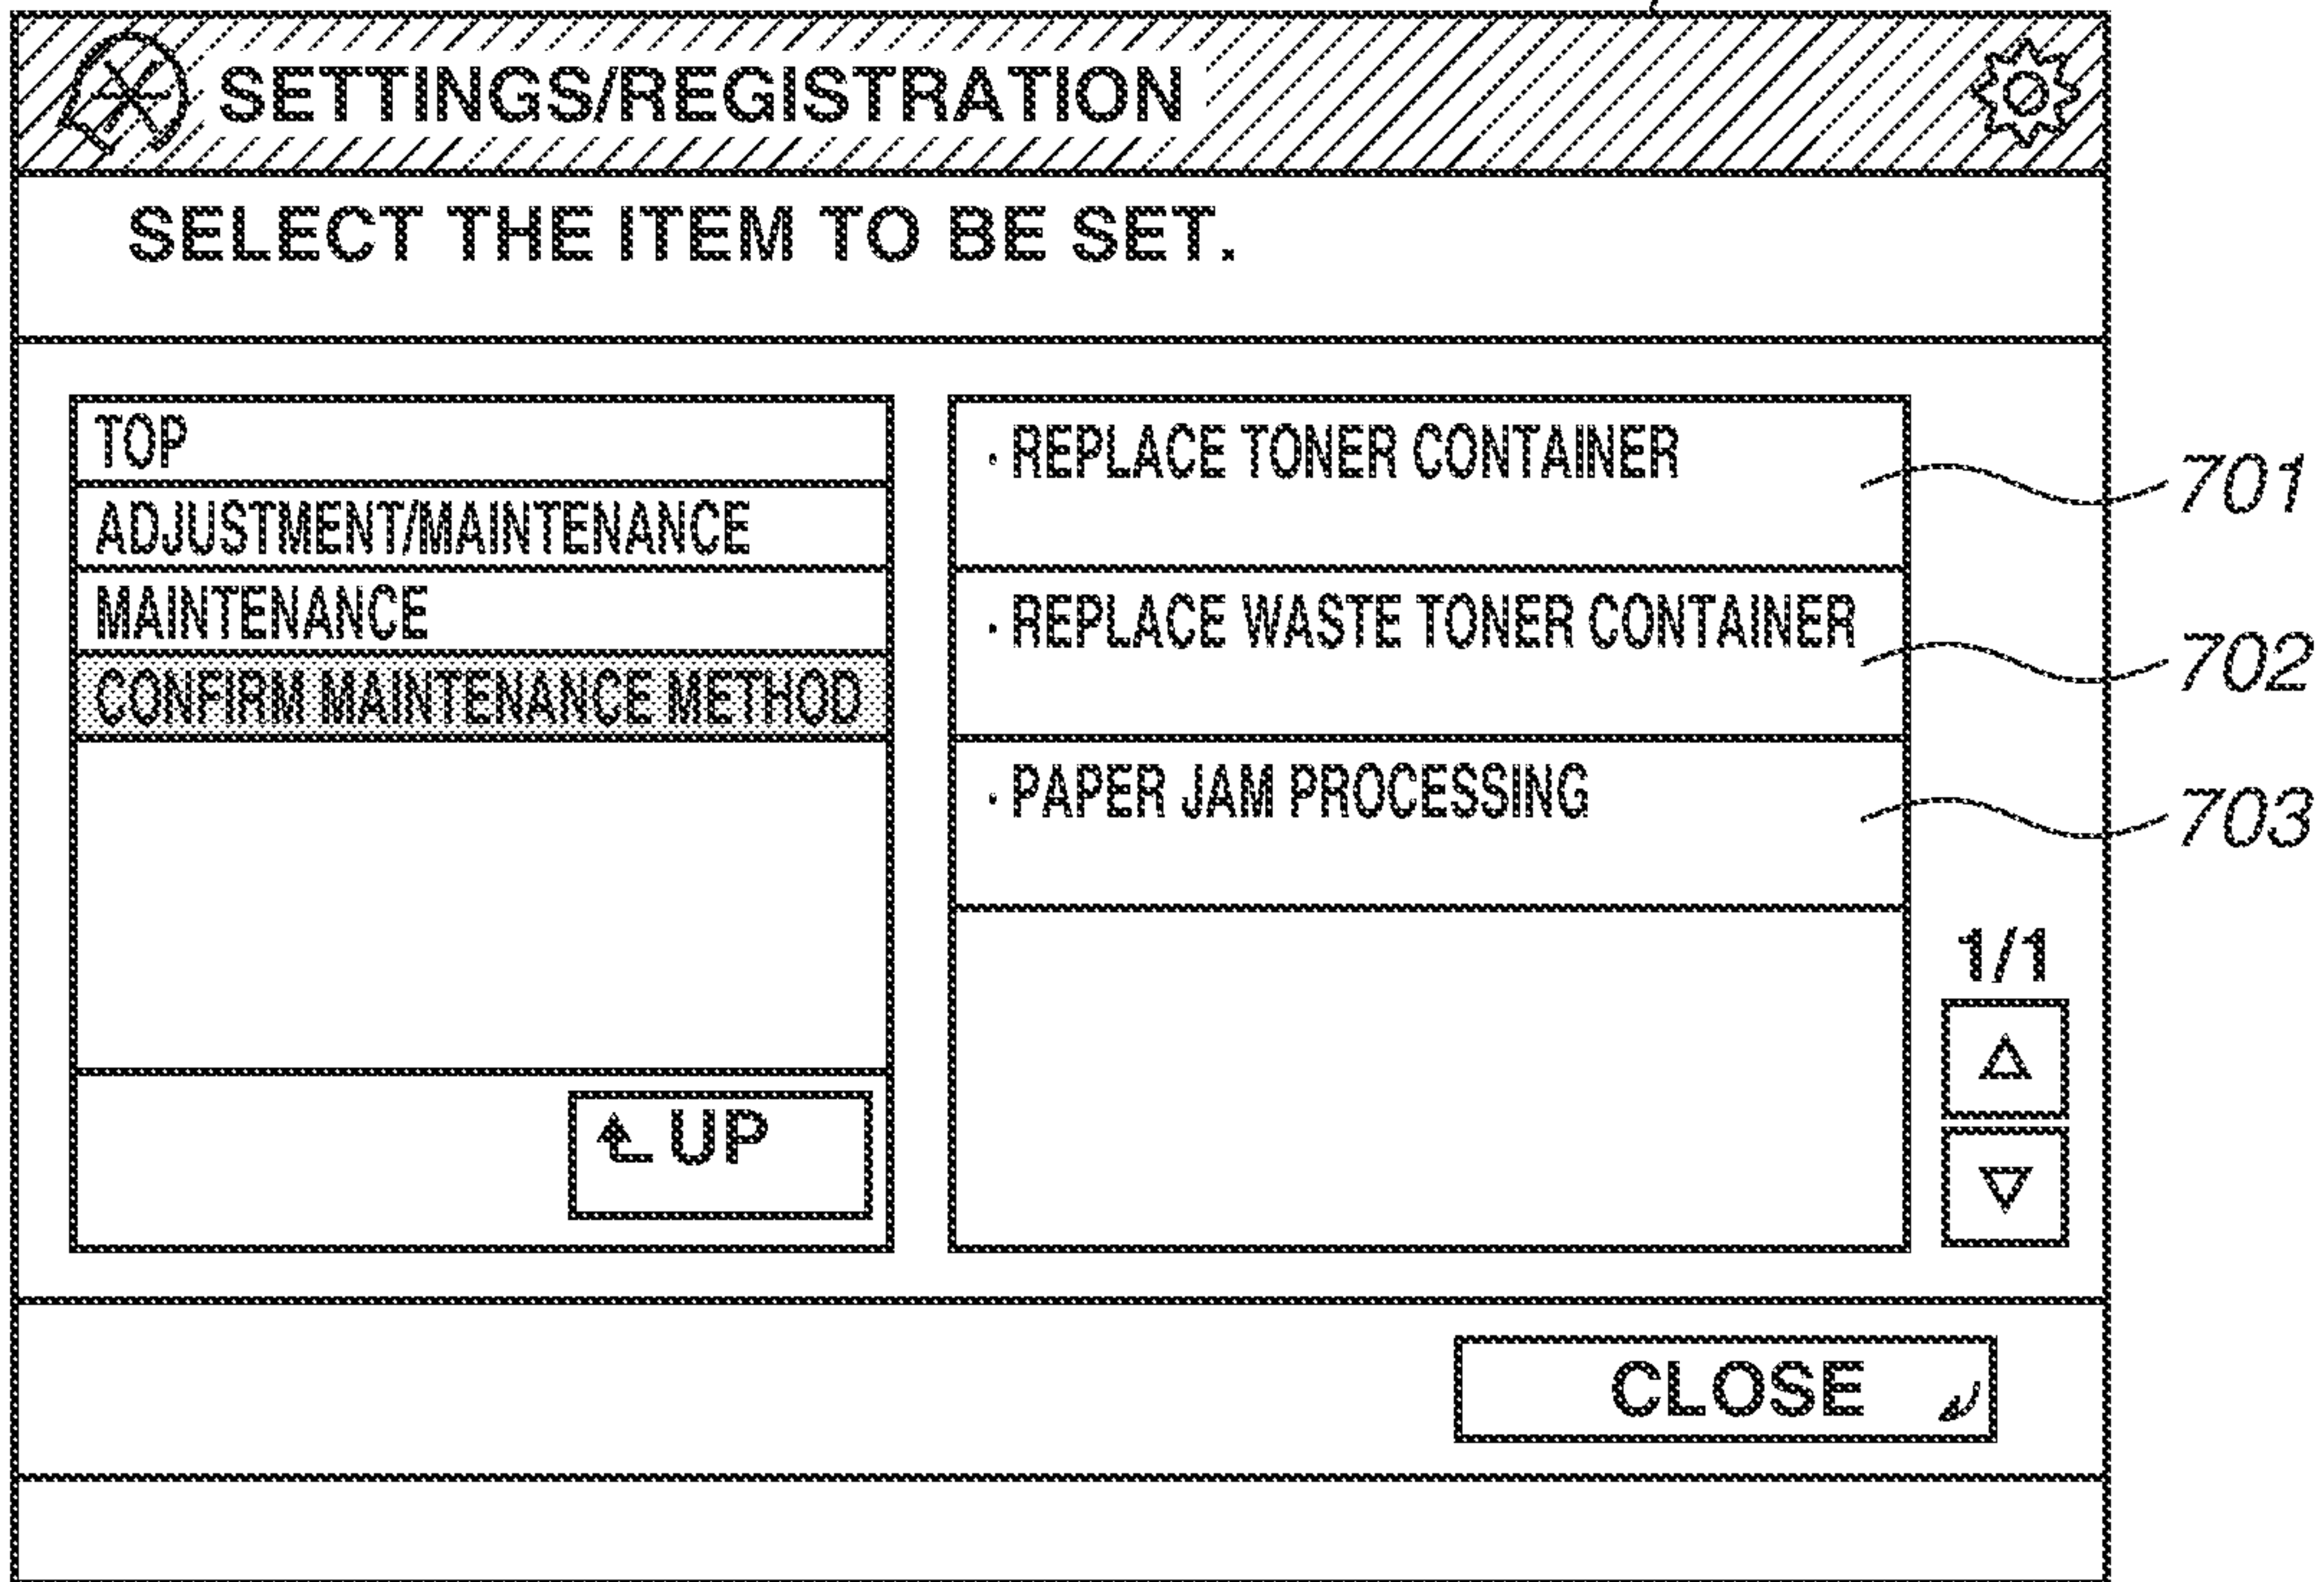 SETTINGS/REGISTRATION
SELECT THE ITEM TO BE SET.
TOP
ADJUSTMENT/MAINTENANCE
MAINTENANCE
CONFIRM MAINTENANCE METHOD
UP
· REPLACE TONER CONTAINER
· REPLACE WASTE TONER CONTAINER
· PAPER JAM PROCESSING
701
702
703
1/1
CLOSE